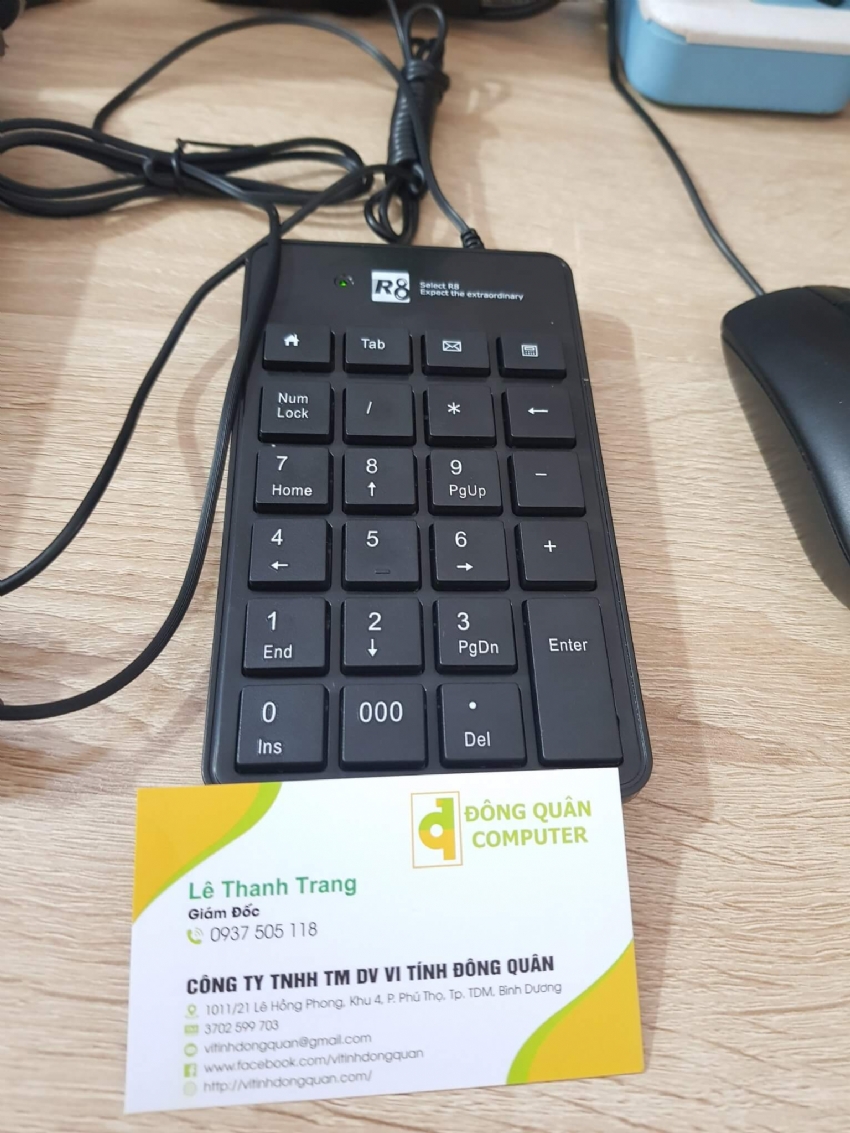 R8
Select R8
Expect the extraordinary
Tab
Num
Lock
/
*
←
7
Home
8
↑
9
PgUp
-
4
←
5
6
→
+
1
End
2
↓
3
PgDn
Enter
0
Ins
000
.
Del
ĐÔNG QUÂN
COMPUTER
Lê Thanh Trang
Giám Đốc
0937 505 118
CÔNG TY TNHH TM DV VI TÍNH ĐÔNG QUÂN
1011/21 Lê Hồng Phong, Khu 4, P. Phú Thọ, Tp. TDM, Bình Dương
3702 599 703
vitinhdongquan@gmail.com
www.facebook.com/vitinhdongquan
http://vitinhdongquan.com/